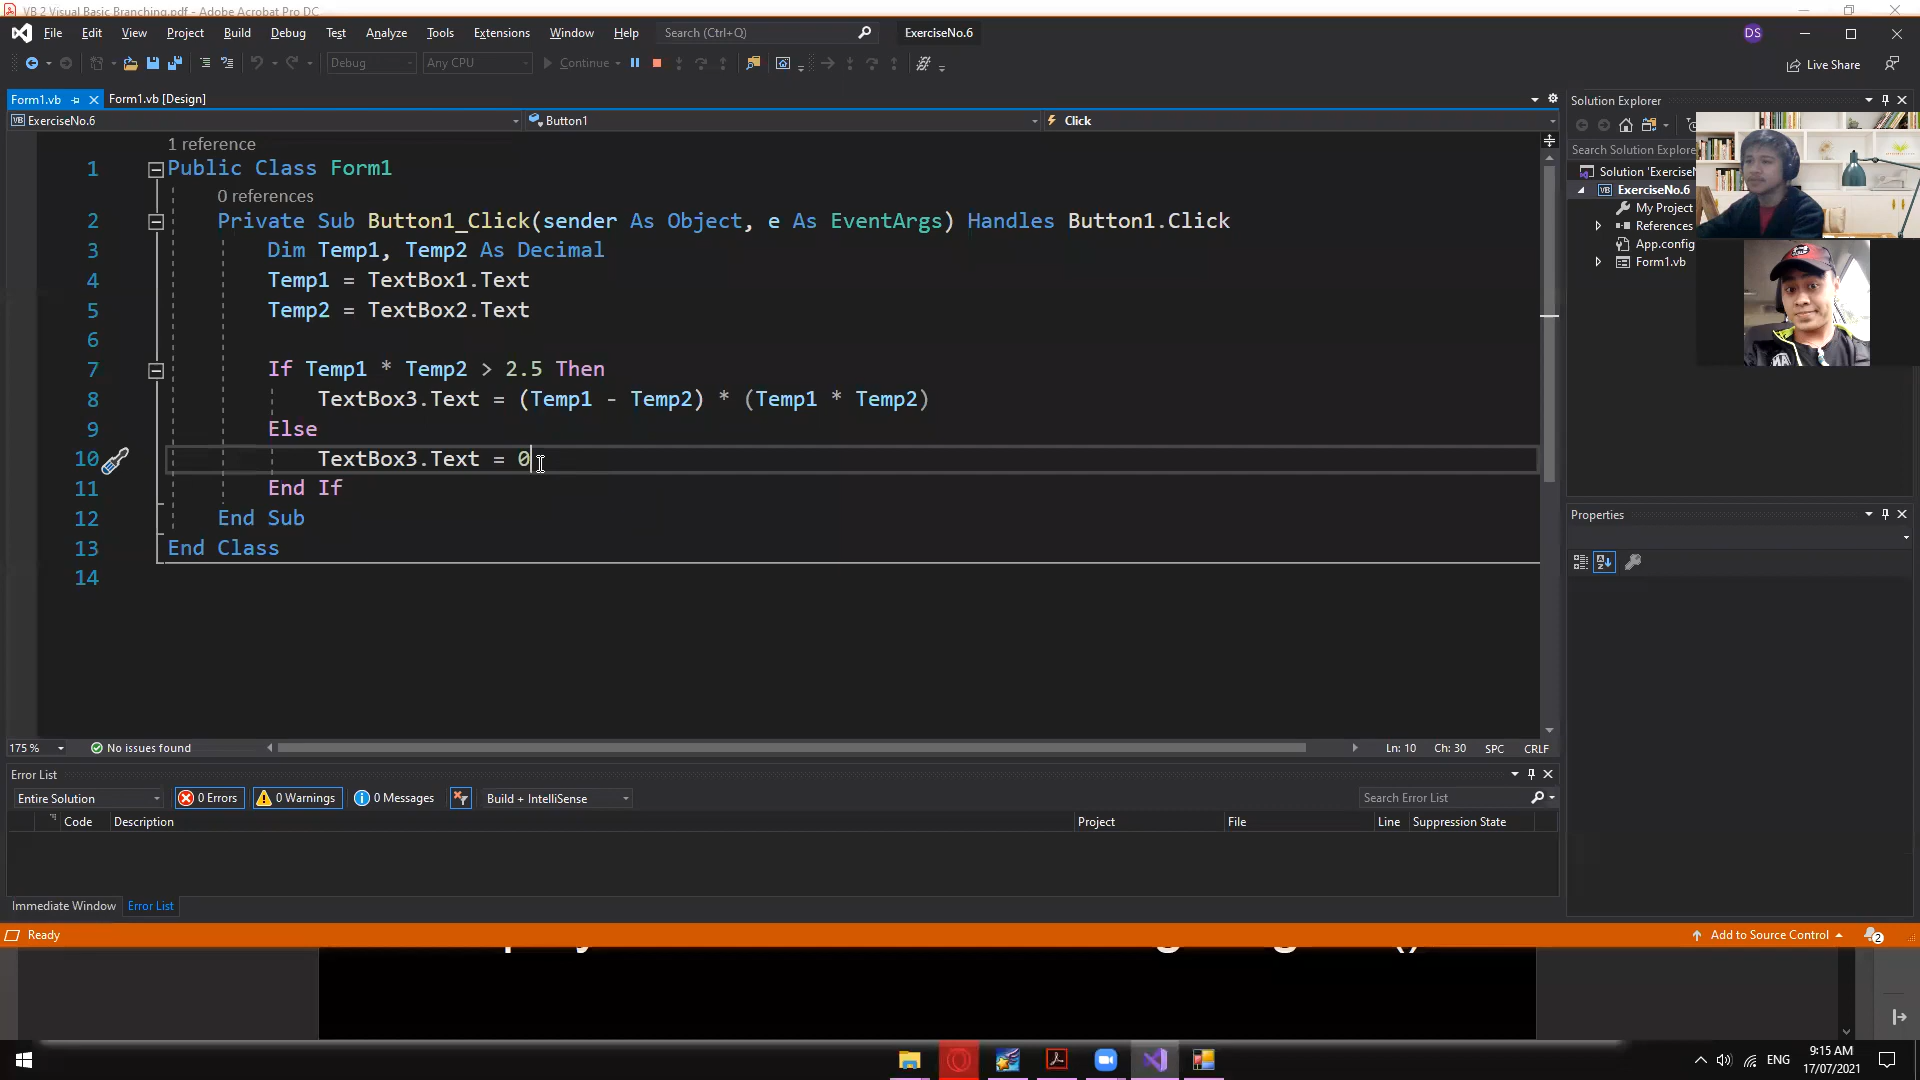 VB 2 Visual Basic Branching.pdf - Adobe Acrobat Pro DC
File Edit View Project Build Debug Test Analyze Tools Extensions Window Help Search (Ctrl+Q) ExerciseNo.6 DS
Debug Any CPU Continue Live Share
Form1.vb Form1.vb [Design]
ExerciseNo.6 Button1 Click
1 reference
1 Public Class Form1
0 references
2 Private Sub Button1_Click(sender As Object, e As EventArgs) Handles Button1.Click
3 Dim Temp1, Temp2 As Decimal
4 Temp1 = TextBox1.Text
5 Temp2 = TextBox2.Text
6
7 If Temp1 * Temp2 > 2.5 Then
8 TextBox3.Text = (Temp1 - Temp2) * (Temp1 * Temp2)
9 Else
10 TextBox3.Text = 0
11 End If
12 End Sub
13 End Class
14
175 % No issues found Ln: 10 Ch: 30 SPC CRLF
Solution Explorer
Search Solution Explore
Solution 'ExerciseN
VB ExerciseNo.6
My Project
References
App.config
Form1.vb
MA
Properties
Error List
Entire Solution 0 Errors 0 Warnings 0 Messages Build + IntelliSense Search Error List
Code Description Project File Line Suppression State
Immediate Window Error List
Ready Add to Source Control 2
ENG 9:15 AM
17/07/2021